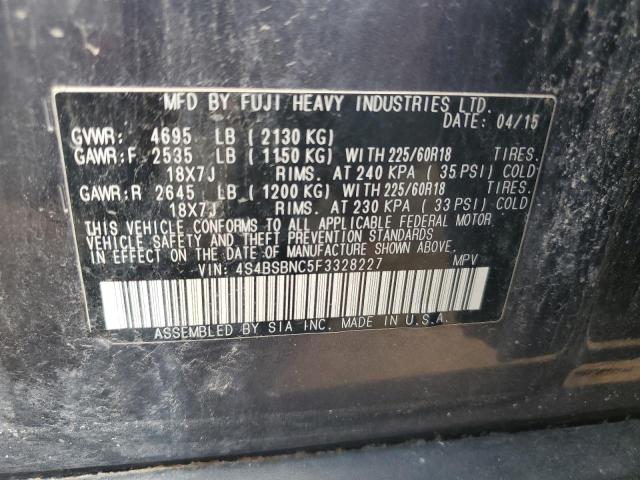 MFD BY FUJI HEAVY INDUSTRIES LTD.
DATE: 04/15
GVWR: 4695 LB (2130 KG)
GAWR:F 2535 LB (1150 KG) WITH 225/60R18 TIRES.
18X7J RIMS. AT 240 KPA (35 PSI) COLD
GAWR:R 2645 LB (1200 KG) WITH 225/60R18 TIRES.
18X7J RIMS. AT 230 KPA (33 PSI) COLD
THIS VEHICLE CONFORMS TO ALL APPLICABLE FEDERAL MOTOR
VEHICLE SAFETY AND THEFT PREVENTION STANDARDS
IN EFFECT ON THE DATE OF MANUFACTURE SHOWN ABOVE.
VIN: 4S4BSBNC5F3328227 MPV
ASSEMBLED BY SIA INC. MADE IN U.S.A.